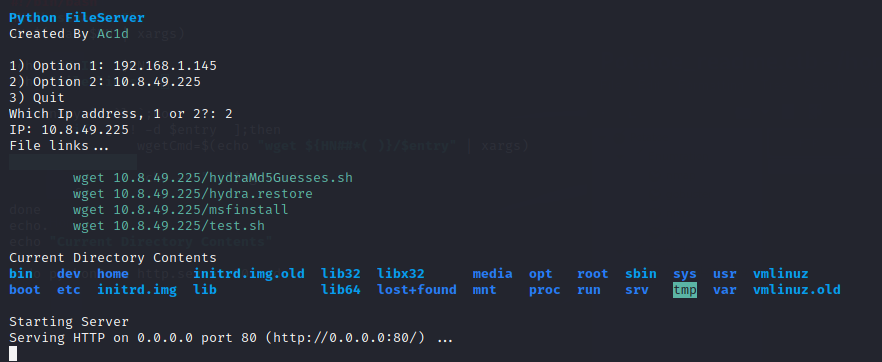 Python FileServer
Created By Ac1d
1) Option 1: 192.168.1.145
2) Option 2: 10.8.49.225
3) Quit
Which Ip address, 1 or 2?: 2
IP: 10.8.49.225
File links...
wget 10.8.49.225/hydraMd5Guesses.sh
wget 10.8.49.225/hydra.restore
wget 10.8.49.225/msfinstall
wget 10.8.49.225/test.sh
Current Directory Contents
bin dev home initrd.img.old lib32 libx32 media opt root sbin sys usr vmlinuz
boot etc initrd.img lib lib64 lost+found mnt proc run srv tmp var vmlinuz.old
Starting Server
Serving HTTP on 0.0.0.0 port 80 (http://0.0.0.0:80/) ...